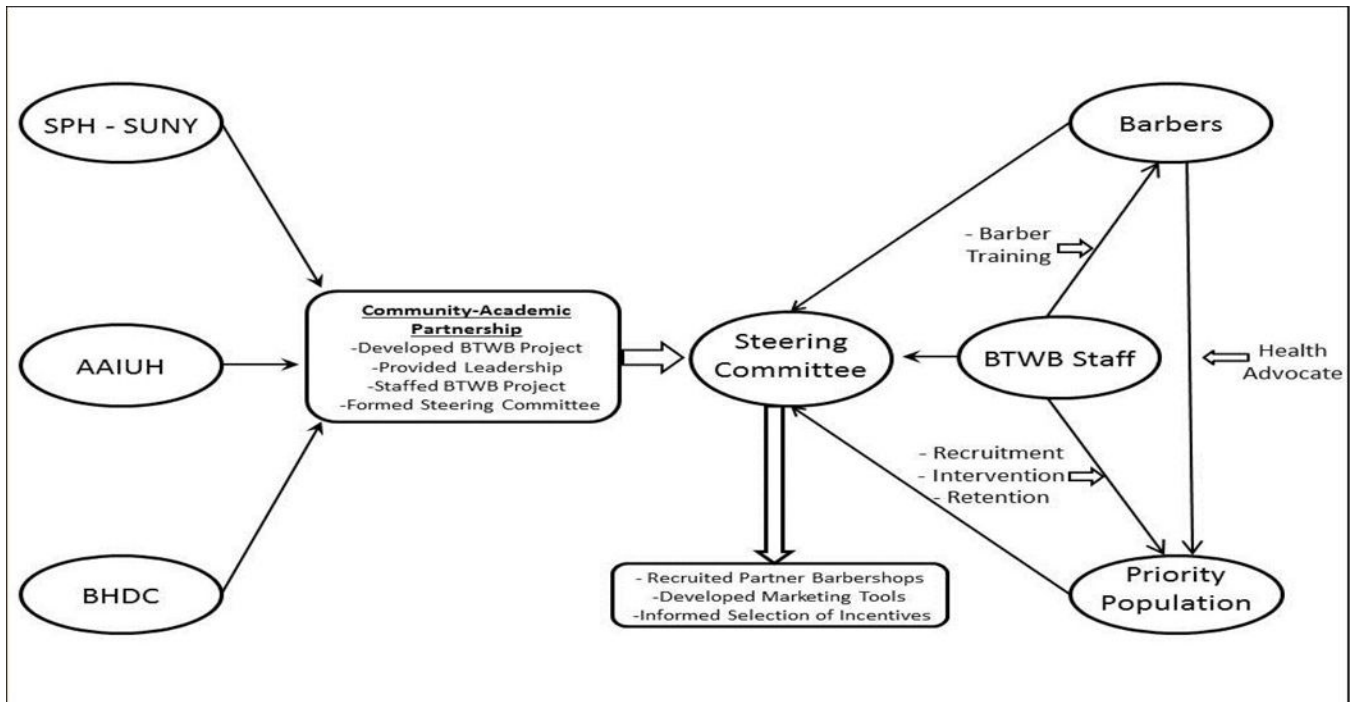 SPH - SUNY
AAIUH
BHDC
Community-Academic
Partnership
-Developed BTWB Project
-Provided Leadership
-Staffed BTWB Project
-Formed Steering Committee
Steering
Committee
- Recruited Partner Barbershops
-Developed Marketing Tools
-Informed Selection of Incentives
Barbers
- Barber
Training
BTWB Staff
Health
Advocate
- Recruitment
- Intervention
- Retention
Priority
Population